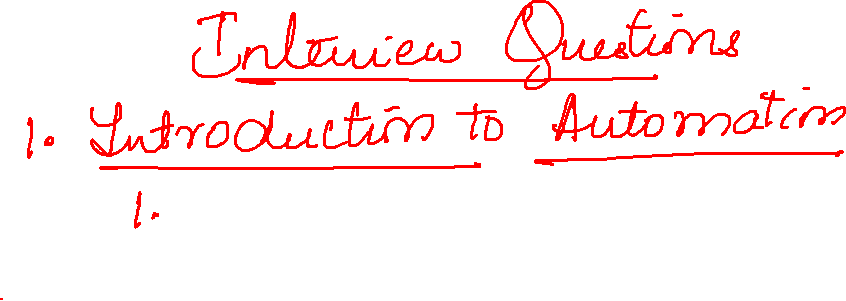 Interview Questions
1. Introduction to Automation
1.